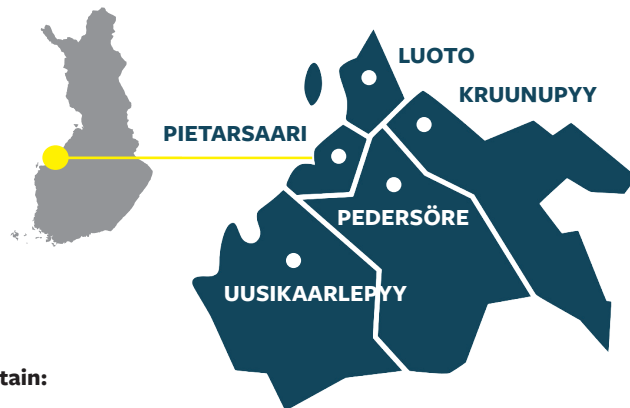 LUOTO
KRUUNUPYY
PIETARSAARI
PEDERSÖRE
UUSIKAARLEPYY
tain: